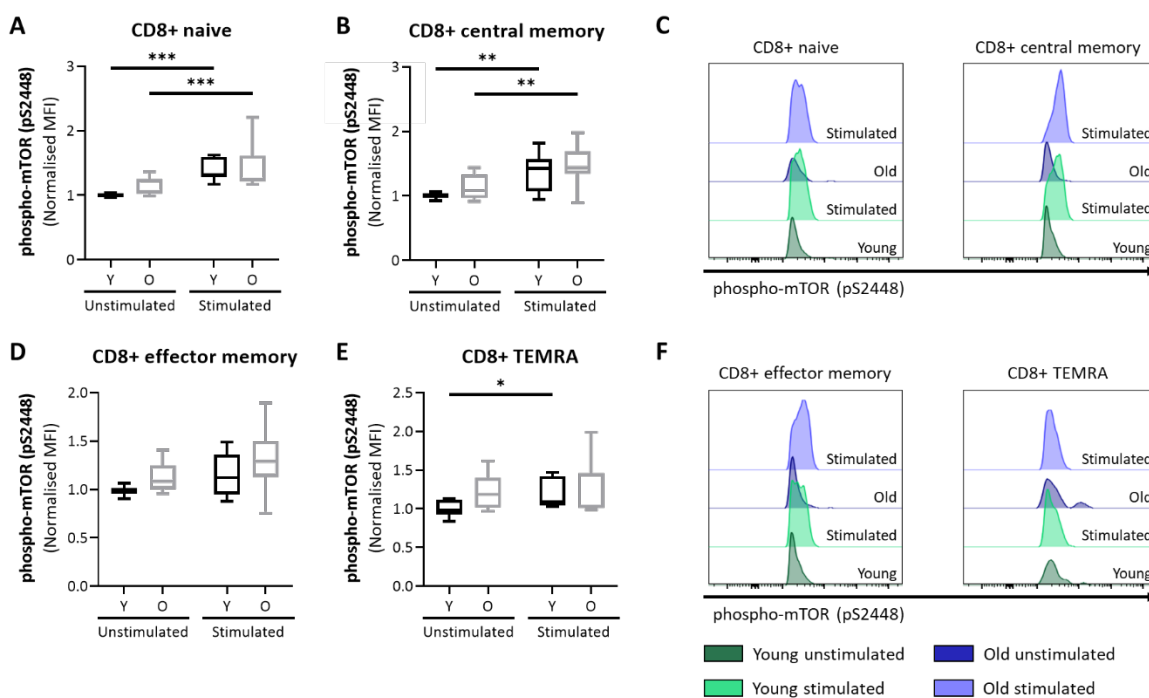 A
CD8+ naive
phospho-mTOR (pS2448)
(Normalised MFI)
3
2
1
0
***
***
Y
O
Y
O
Unstimulated
Stimulated
B
CD8+ central memory
phospho-mTOR (pS2448)
(Normalised MFI)
3
2
1
0
**
**
Y
O
Y
O
Unstimulated
Stimulated
C
CD8+ naive
Stimulated
Old
Stimulated
Young
CD8+ central memory
Stimulated
Old
Stimulated
Young
phospho-mTOR (pS2448)
D
CD8+ effector memory
phospho-mTOR (pS2448)
(Normalised MFI)
2.0
1.5
1.0
0.5
0.0
Y
O
Y
O
Unstimulated
Stimulated
E
CD8+ TEMRA
phospho-mTOR (pS2448)
(Normalised MFI)
2.5
2.0
1.5
1.0
0.5
0.0
*
Y
O
Y
O
Unstimulated
Stimulated
F
CD8+ effector memory
Stimulated
Old
Stimulated
Young
CD8+ TEMRA
Stimulated
Old
Stimulated
Young
phospho-mTOR (pS2448)
Young unstimulated
Old unstimulated
Young stimulated
Old stimulated